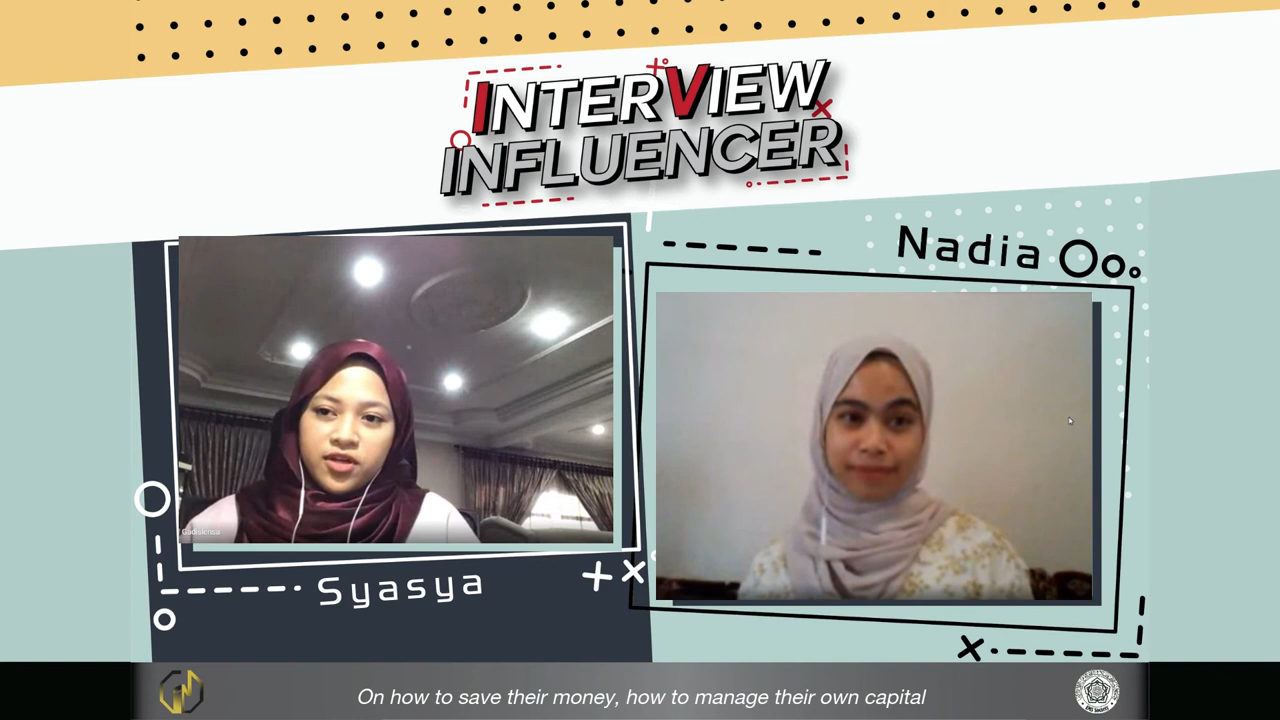 INTERVIEW
INFLUENCER
Nadia
Syasya
On how to save their money, how to manage their own capital